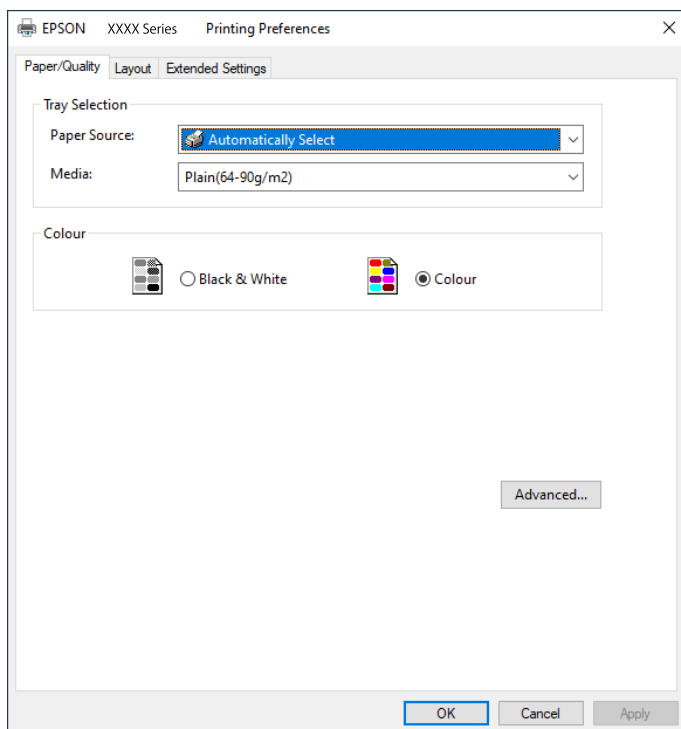 EPSON XXXX Series Printing Preferences
Paper/Quality Layout Extended Settings
Tray Selection
Paper Source: Automatically Select
Media: Plain(64-90g/m2)
Colour
Black & White Colour
Advanced...
OK Cancel Apply